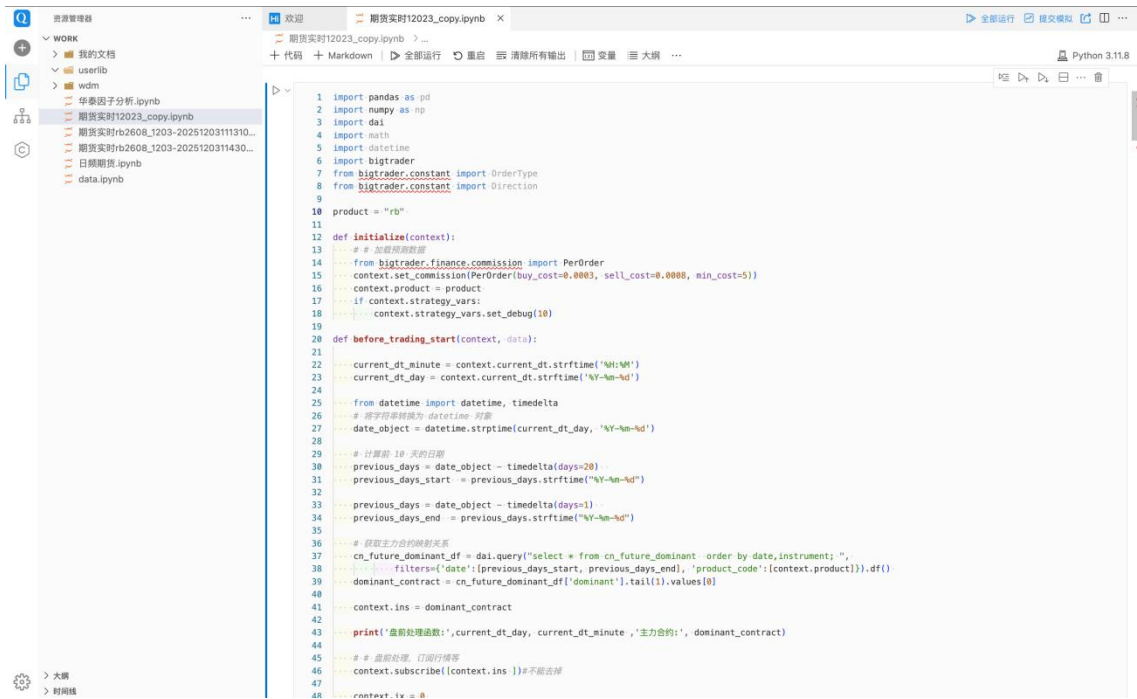 资源管理器 ···
欢迎
期货实时12023_copy.ipynb ×
全部运行 提交模拟 ···
WORK
我的文档
userlib
wdm
华泰因子分析.ipynb
期货实时12023_copy.ipynb
期货实时rb2608_1203-20251203111310...
期货实时rb2608_1203-202512031143​0...
日频期货.ipynb
data.ipynb
大纲
时间线
期货实时12023_copy.ipynb > ...
+ 代码 + Markdown 全部运行 重启 清除所有输出 变量 大纲 ···
Python 3.11.8
1 import pandas as pd
2 import numpy as np
3 import dai
4 import math
5 import datetime
6 import bigtrader
7 from bigtrader.constant import OrderType
8 from bigtrader.constant import Direction
9
10 product = "rb"
11
12 def initialize(context):
13     # # 加载预测数据
14     from bigtrader.finance.commission import PerOrder
15     context.set_commission(PerOrder(buy_cost=0.0003, sell_cost=0.0008, min_cost=5))
16     context.product = product
17     if context.strategy_vars:
18         context.strategy_vars.set_debug(10)
19
20 def before_trading_start(context, data):
21
22     current_dt_minute = context.current_dt.strftime('%H:%M')
23     current_dt_day = context.current_dt.strftime('%Y-%m-%d')
24
25     from datetime import datetime, timedelta
26     # 将字符串转换为 datetime 对象
27     date_object = datetime.strptime(current_dt_day, '%Y-%m-%d')
28
29     # 计算前 10 天的日期
30     previous_days = date_object - timedelta(days=20)
31     previous_days_start = previous_days.strftime("%Y-%m-%d")
32
33     previous_days = date_object - timedelta(days=1)
34     previous_days_end = previous_days.strftime("%Y-%m-%d")
35
36     # 获取主力合约映射关系
37     cn_future_dominant_df = dai.query("select * from cn_future_dominant order by date,instrument; ",
38             filters={'date':[previous_days_start, previous_days_end], 'product_code':[context.product]}).df()
39     dominant_contract = cn_future_dominant_df['dominant'].tail(1).values[0]
40
41     context.ins = dominant_contract
42
43     print('盘前处理函数:',current_dt_day, current_dt_minute ,'主力合约:', dominant_contract)
44
45     # # 盘前处理，订阅行情等
46     context.subscribe([context.ins ])#不能去掉
47
48     context.ix = 0